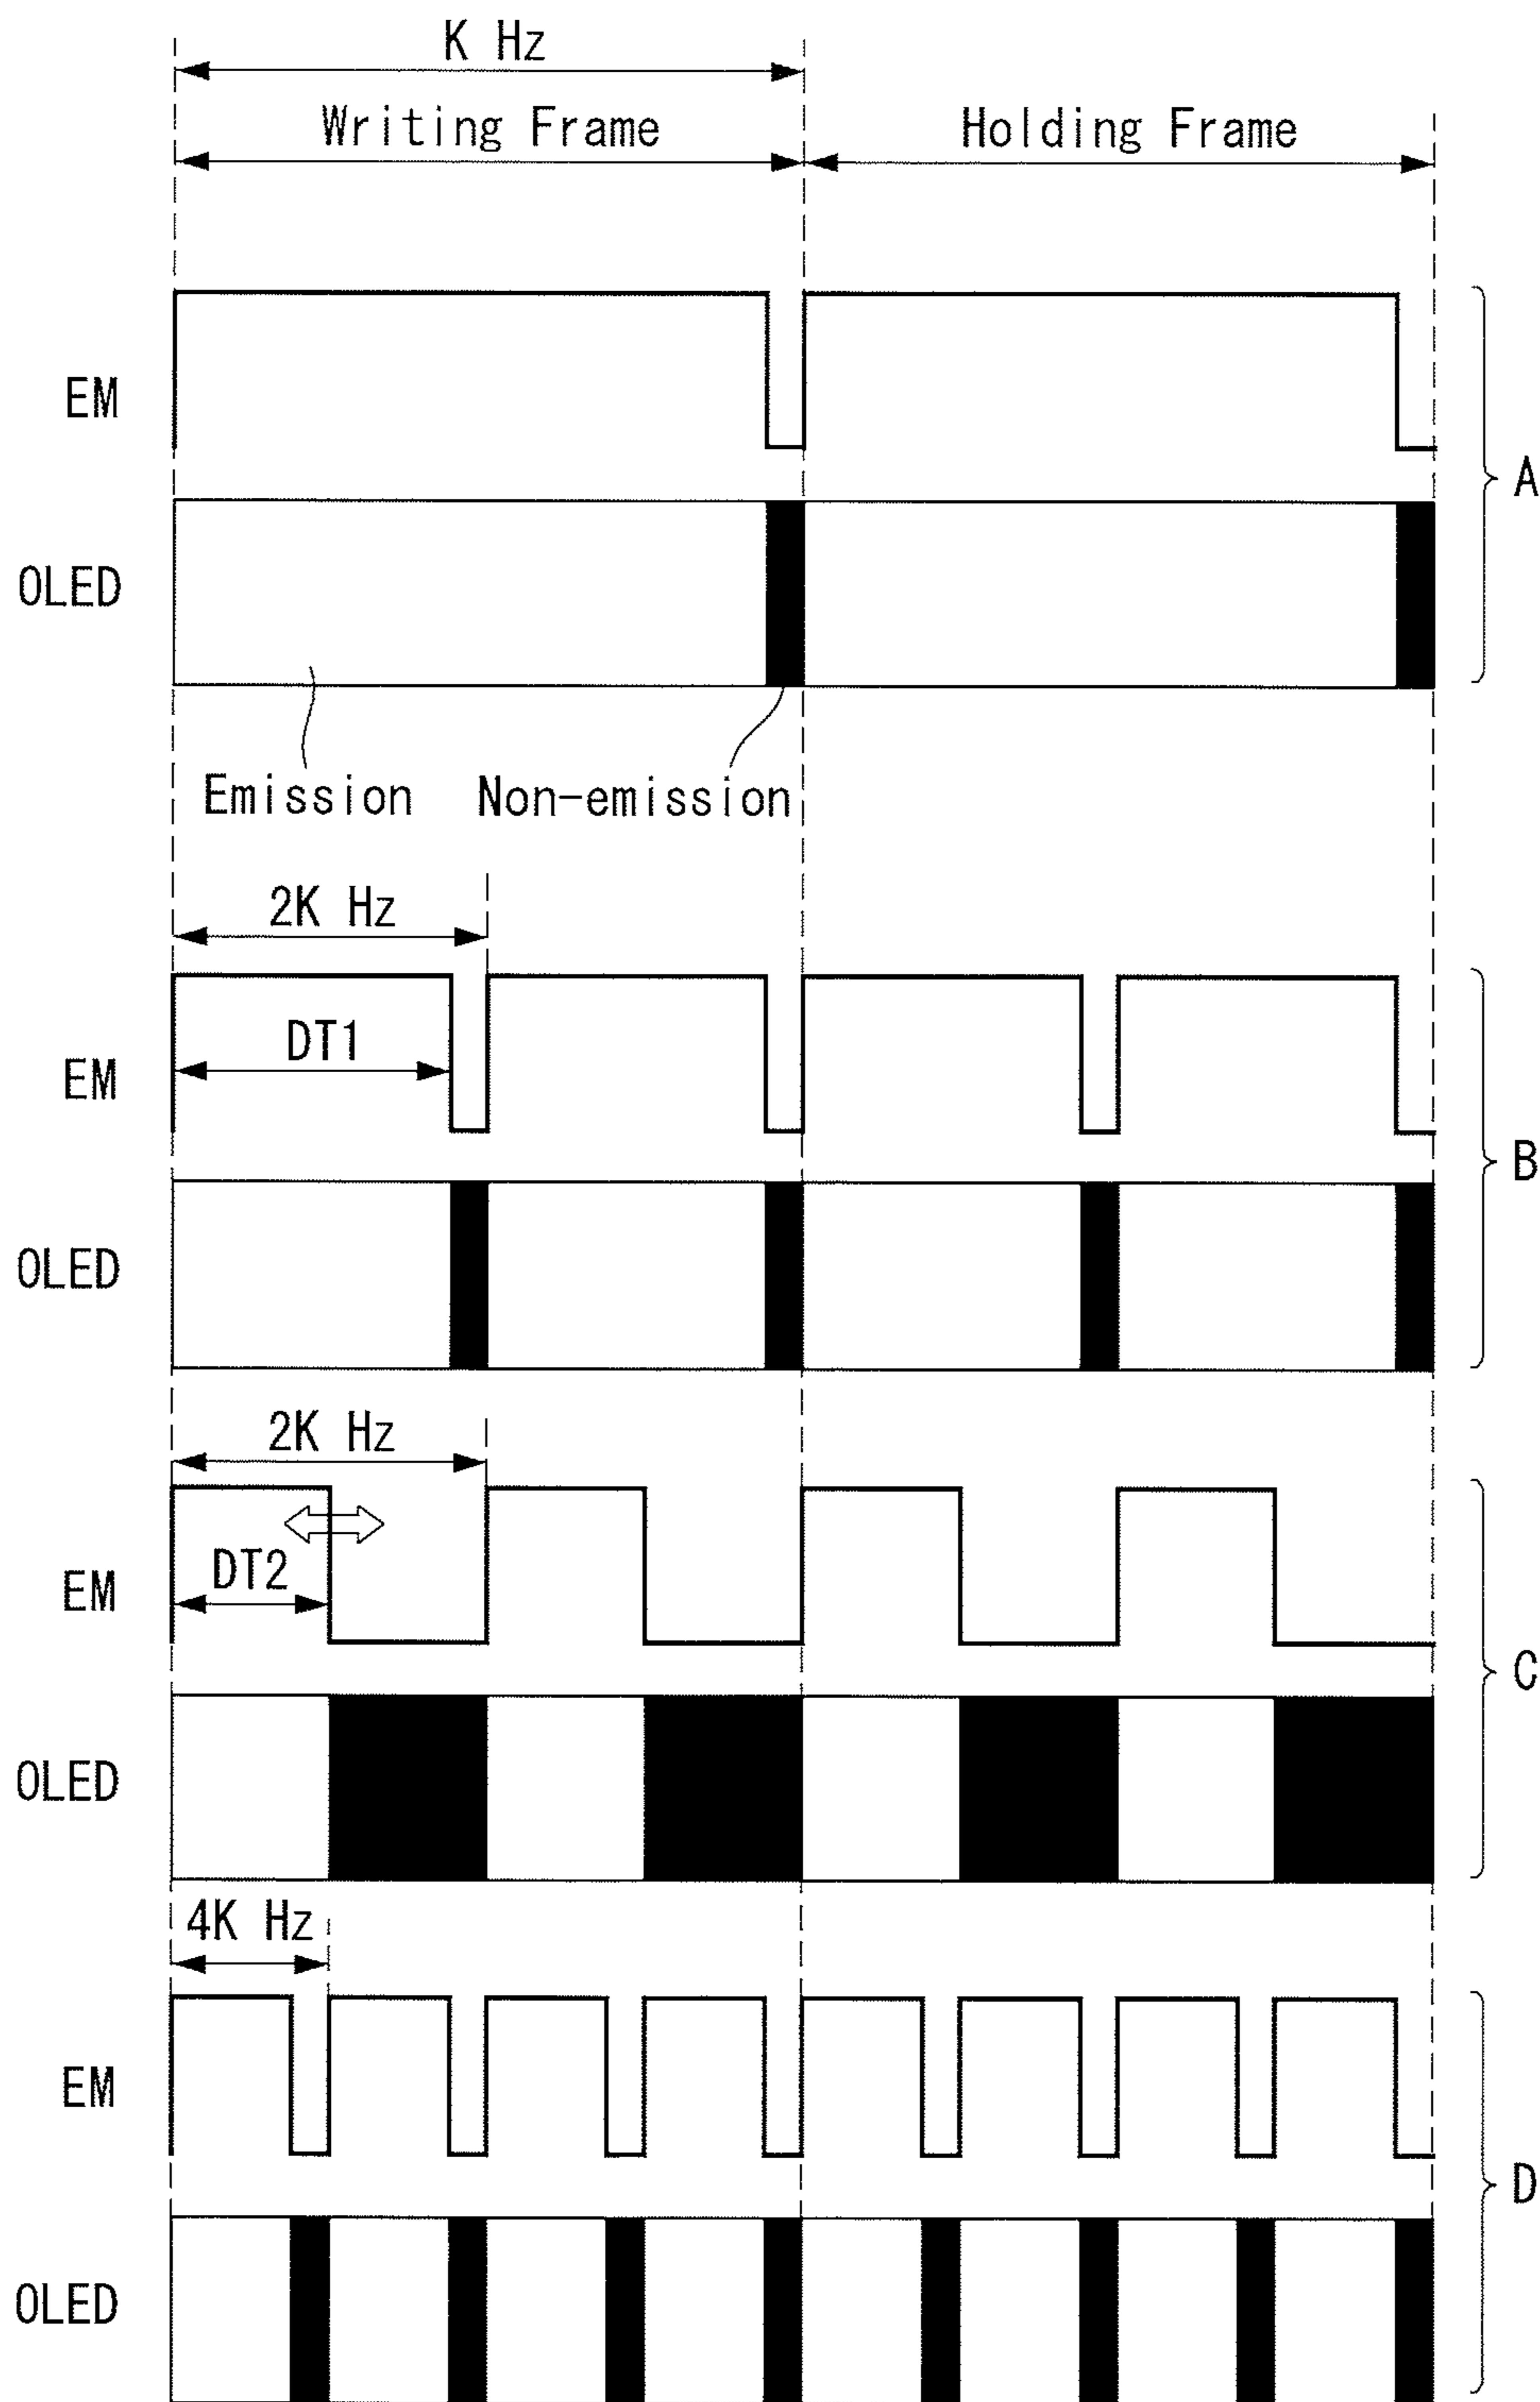 K Hz
Writing Frame
Holding Frame
EM
A
OLED
Emission
Non-emission
2K Hz
DT1
EM
B
OLED
2K Hz
DT2
EM
C
OLED
4K Hz
EM
D
OLED